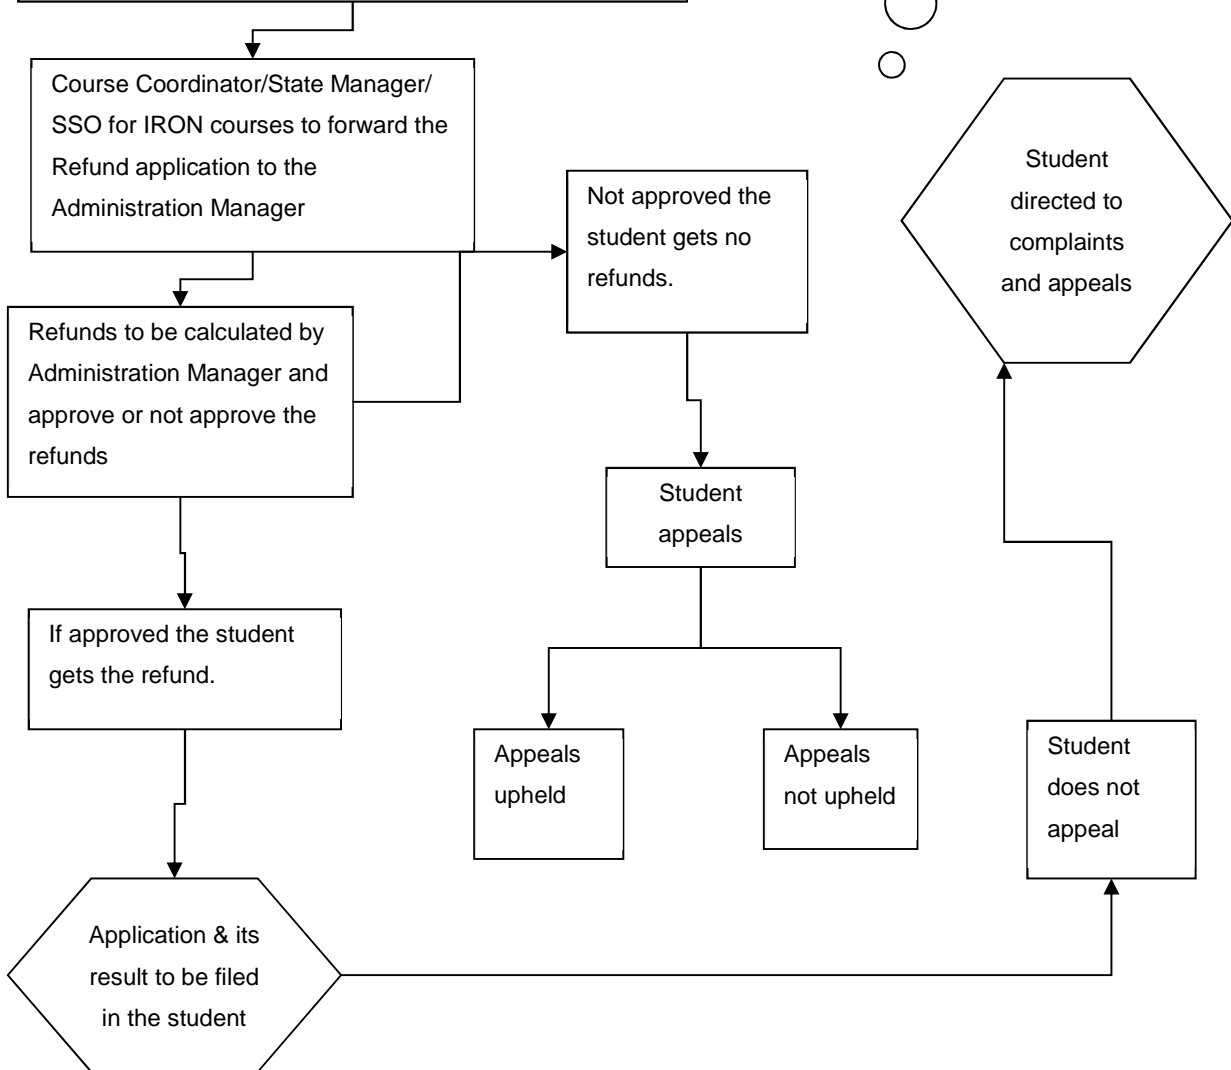 Course Coordinator/State Manager/
SSO for IRON courses to forward the
Refund application to the
Administration Manager
Not approved the
student gets no
refunds.
Student
directed to
complaints
and appeals
Refunds to be calculated by
Administration Manager and
approve or not approve the
refunds
Student
appeals
If approved the student
gets the refund.
Appeals
upheld
Appeals
not upheld
Student
does not
appeal
Application & its
result to be filed
in the student